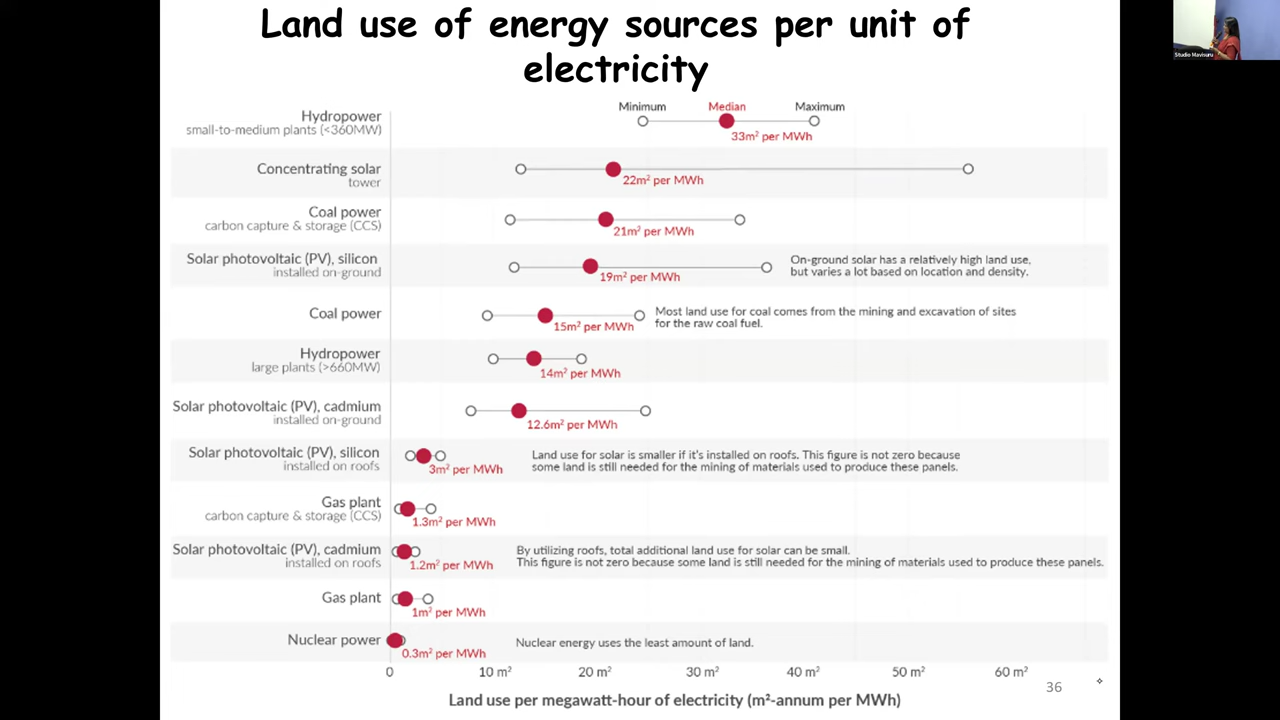 Land use of energy sources per unit of
electricity
Studio Mavisuru
Minimum Median Maximum
Hydropower
small-to-medium plants (<360MW)
33m² per MWh
Concentrating solar
tower
22m² per MWh
Coal power
carbon capture & storage (CCS)
21m² per MWh
Solar photovoltaic (PV), silicon
installed on-ground
19m² per MWh
On-ground solar has a relatively high land use,
but varies a lot based on location and density.
Coal power
15m² per MWh
Most land use for coal comes from the mining and excavation of sites
for the raw coal fuel.
Hydropower
large plants (>660MW)
14m² per MWh
Solar photovoltaic (PV), cadmium
installed on-ground
12.6m² per MWh
Solar photovoltaic (PV), silicon
installed on roofs
3m² per MWh
Land use for solar is smaller if it's installed on roofs. This figure is not zero because
some land is still needed for the mining of materials used to produce these panels.
Gas plant
carbon capture & storage (CCS)
1.3m² per MWh
Solar photovoltaic (PV), cadmium
installed on roofs
1.2m² per MWh
By utilizing roofs, total additional land use for solar can be small.
This figure is not zero because some land is still needed for the mining of materials used to produce these panels.
Gas plant
1m² per MWh
Nuclear power
0.3m² per MWh
Nuclear energy uses the least amount of land.
0 10 m² 20 m² 30 m² 40 m² 50 m² 60 m²
Land use per megawatt-hour of electricity (m²-annum per MWh)
36